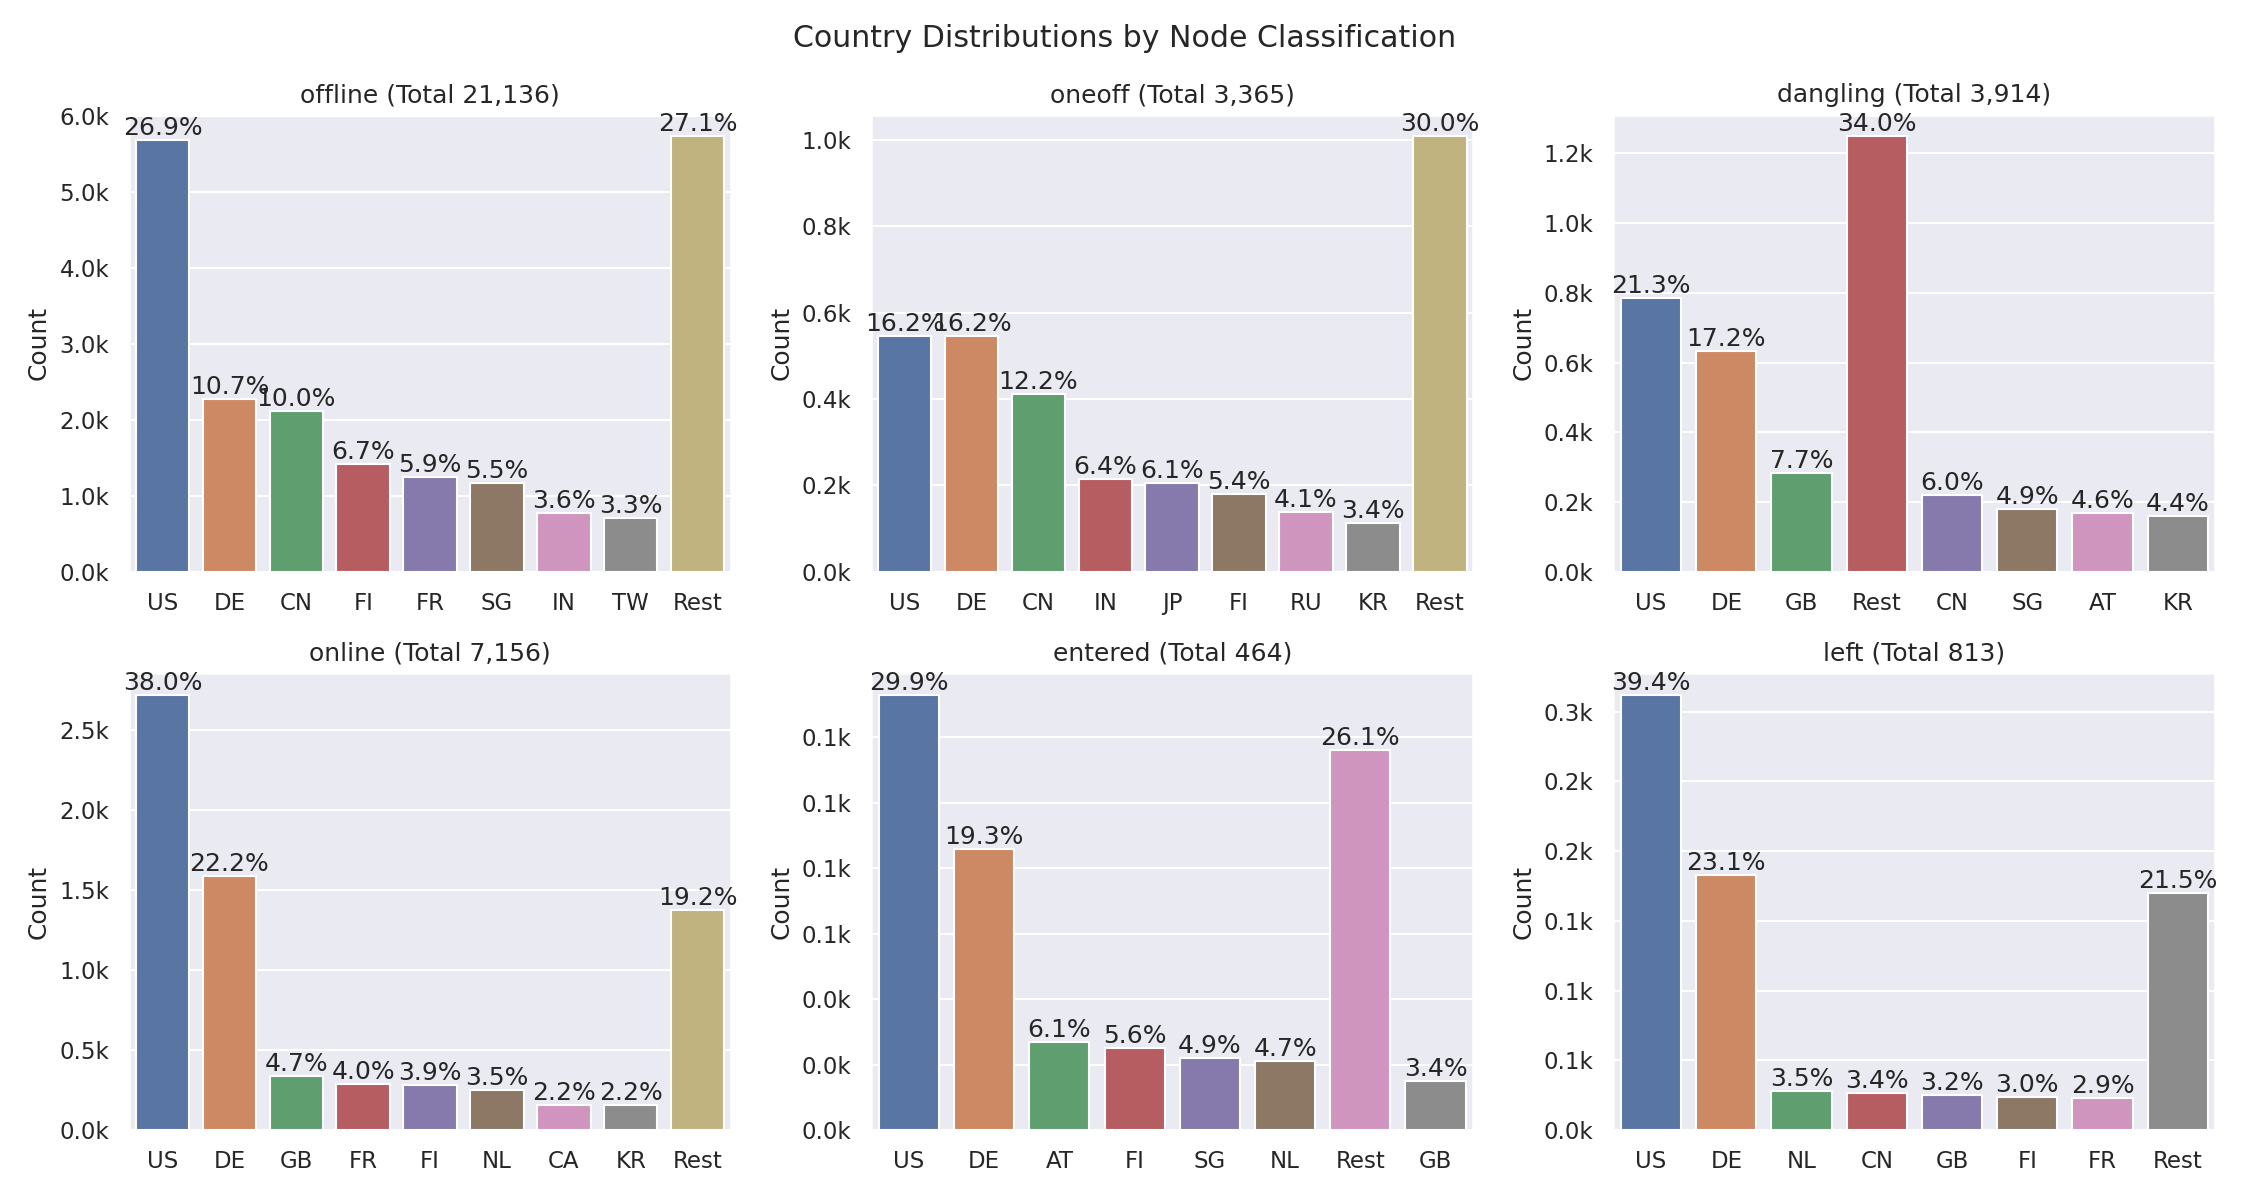 Country Distributions by Node Classification
offline (Total 21,136)
Count
6.0k
5.0k
4.0k
3.0k
2.0k
1.0k
0.0k
26.9%
10.7%
10.0%
6.7%
5.9%
5.5%
3.6%
3.3%
27.1%
US DE CN FI FR SG IN TW Rest
oneoff (Total 3,365)
Count
1.0k
0.8k
0.6k
0.4k
0.2k
0.0k
16.2%
16.2%
12.2%
6.4%
6.1%
5.4%
4.1%
3.4%
30.0%
US DE CN IN JP FI RU KR Rest
dangling (Total 3,914)
Count
1.2k
1.0k
0.8k
0.6k
0.4k
0.2k
0.0k
21.3%
17.2%
7.7%
34.0%
6.0%
4.9%
4.6%
4.4%
US DE GB Rest CN SG AT KR
online (Total 7,156)
Count
2.5k
2.0k
1.5k
1.0k
0.5k
0.0k
38.0%
22.2%
4.7%
4.0%
3.9%
3.5%
2.2%
2.2%
19.2%
US DE GB FR FI NL CA KR Rest
entered (Total 464)
Count
0.1k
0.1k
0.1k
0.1k
0.0k
0.0k
0.0k
29.9%
19.3%
6.1%
5.6%
4.9%
4.7%
26.1%
3.4%
US DE AT FI SG NL Rest GB
left (Total 813)
Count
0.3k
0.2k
0.2k
0.1k
0.1k
0.1k
0.0k
39.4%
23.1%
3.5%
3.4%
3.2%
3.0%
2.9%
21.5%
US DE NL CN GB FI FR Rest